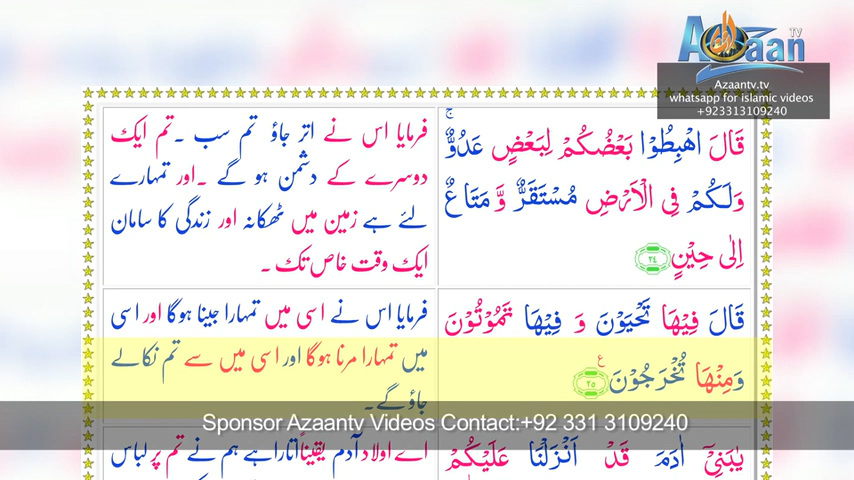 Azaan TV
Azaantv.tv
whatsapp for islamic videos
+923313109240
قَالَ اهْبِطُوْا بَعْضُكُمْ لِبَعْضٍ عَدُوٌّ ۚ
وَلَكُمْ فِي الْاَرْضِ مُسْتَقَرٌّ وَّ مَتَاعٌ
اِلٰى حِيْنٍ ۲۴
فرمایا اس نے اتر جاؤ تم سب ۔ تم ایک
دوسرے کے دشمن ہو گے ۔ اور تمہارے
لئے ہے زمین میں ٹھکانہ اور زندگی کا سامان
ایک وقت خاص تک ۔
قَالَ فِيْهَا تَحْيَوْنَ وَ فِيْهَا تَمُوْتُوْنَ
وَمِنْهَا تُخْرَجُوْنَ ۲۵ ع
فرمایا اس نے اسی میں تمہارا جینا ہوگا اور اسی
میں تمہارا مرنا ہوگا اور اسی میں سے تم نکالے
جاؤ گے ۔
Sponsor Azaantv Videos Contact:+92 331 3109240
يٰبَنِيْٓ اٰدَمَ قَدْ اَنْزَلْنَا عَلَيْكُمْ
اے اولاد آدم یقیناً اتارا ہے ہم نے تم پر لباس